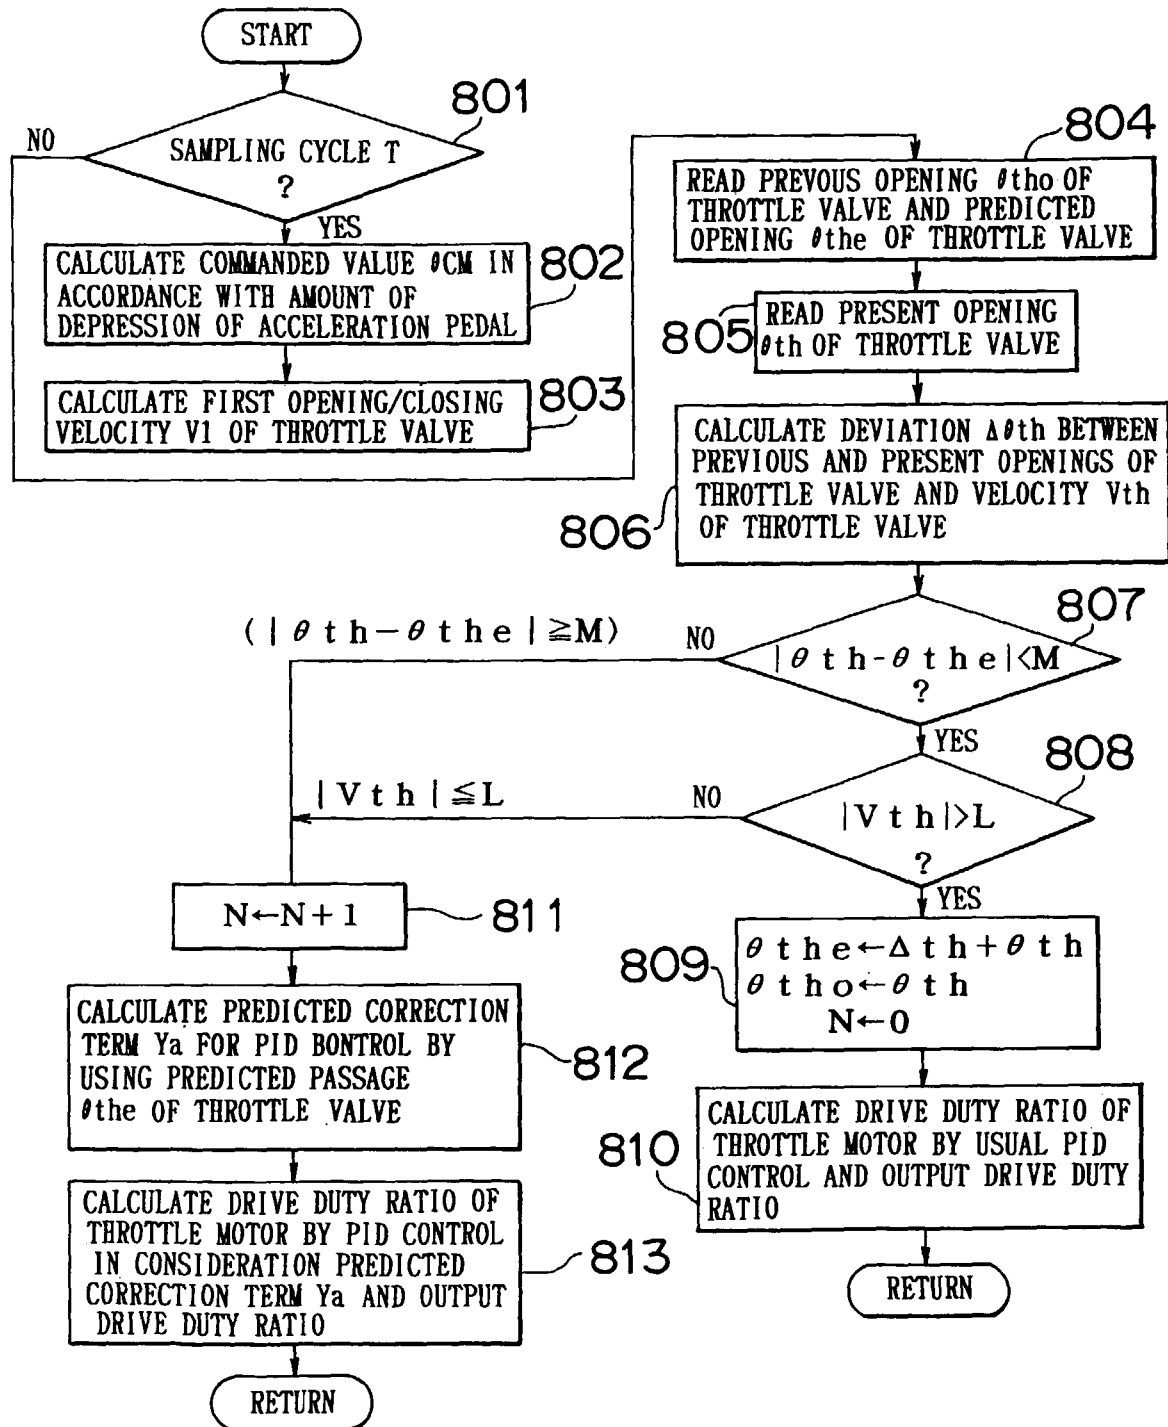 START
801
NO
SAMPLING CYCLE T
?
YES
CALCULATE COMMANDED VALUE θCM IN
ACCORDANCE WITH AMOUNT OF
DEPRESSION OF ACCELERATION PEDAL
802
CALCULATE FIRST OPENING/CLOSING
VELOCITY V1 OF THROTTLE VALVE
803
804
READ PREVOUS OPENING θtho OF
THROTTLE VALVE AND PREDICTED
OPENING θthe OF THROTTLE VALVE
805
READ PRESENT OPENING
θth OF THROTTLE VALVE
806
CALCULATE DEVIATION Δθth BETWEEN
PREVIOUS AND PRESENT OPENINGS OF
THROTTLE VALVE AND VELOCITY Vth
OF THROTTLE VALVE
807
|θth-θthe|<M
?
NO
(|θth-θthe|≧M)
YES
808
|Vth|>L
?
NO
|Vth|≦L
YES
809
θthe←Δth+θth
θtho←θth
N←0
810
CALCULATE DRIVE DUTY RATIO OF
THROTTLE MOTOR BY USUAL PID
CONTROL AND OUTPUT DRIVE DUTY
RATIO
RETURN
N←N+1
811
CALCULATE PREDICTED CORRECTION
TERM Ya FOR PID BONTROL BY
USING PREDICTED PASSAGE
θthe OF THROTTLE VALVE
812
CALCULATE DRIVE DUTY RATIO OF
THROTTLE MOTOR BY PID CONTROL
IN CONSIDERATION PREDICTED
CORRECTION TERM Ya AND OUTPUT
DRIVE DUTY RATIO
813
RETURN